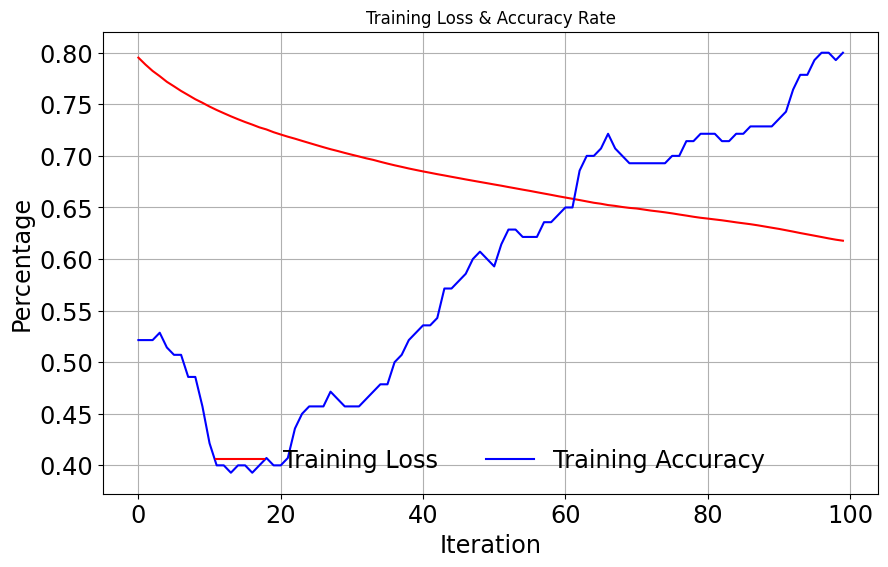 Training Loss & Accuracy Rate
0.80
0.75
0.70
0.65
0.60
0.55
0.50
0.45
0.40
Percentage
Training Loss Training Accuracy
0 20 40 60 80 100
Iteration